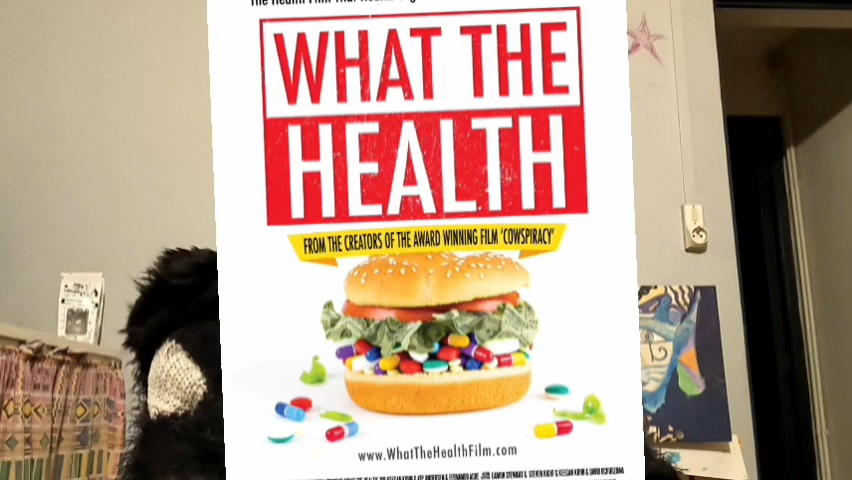 WHAT THE
HEALTH
FROM THE CREATORS OF THE AWARD WINNING FILM 'COWSPIRACY'
www.WhatTheHealthFilm.com